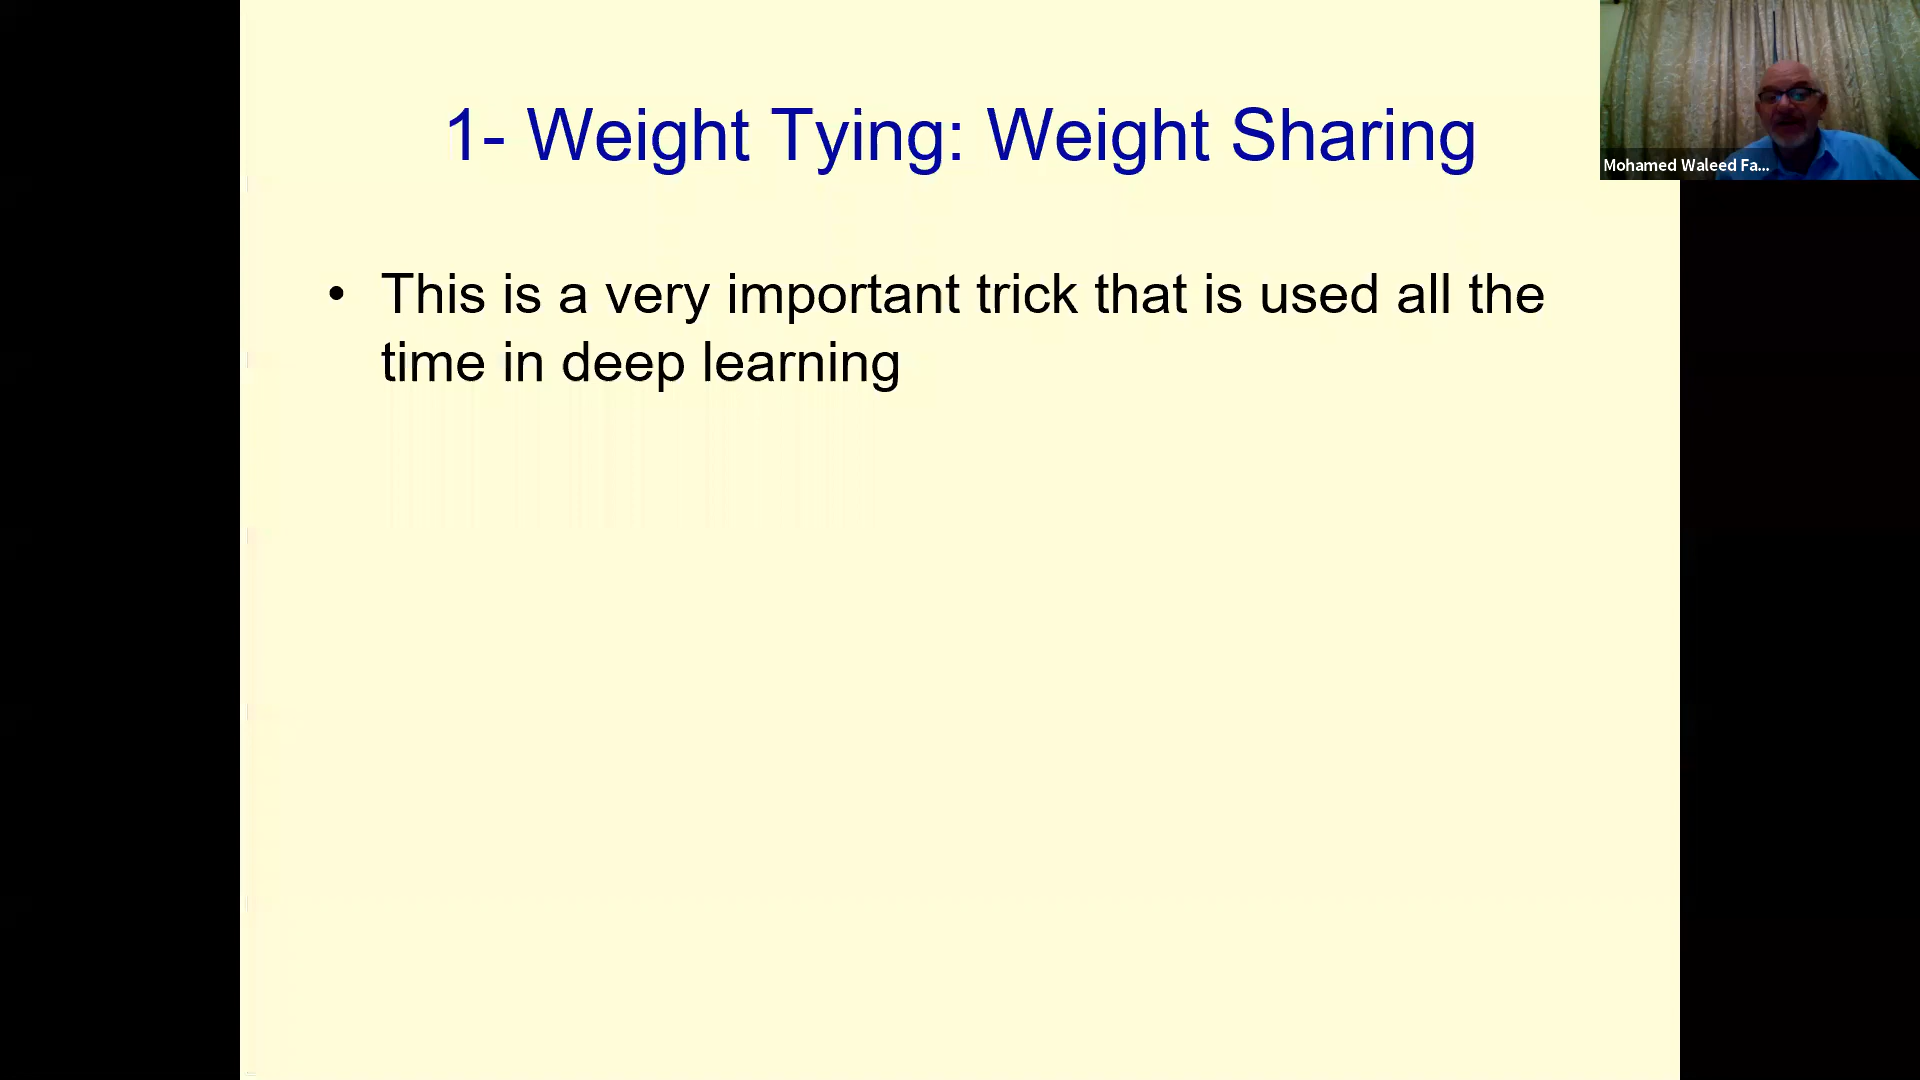 1- Weight Tying: Weight Sharing
Mohamed Waleed Fa...
• This is a very important trick that is used all the
time in deep learning